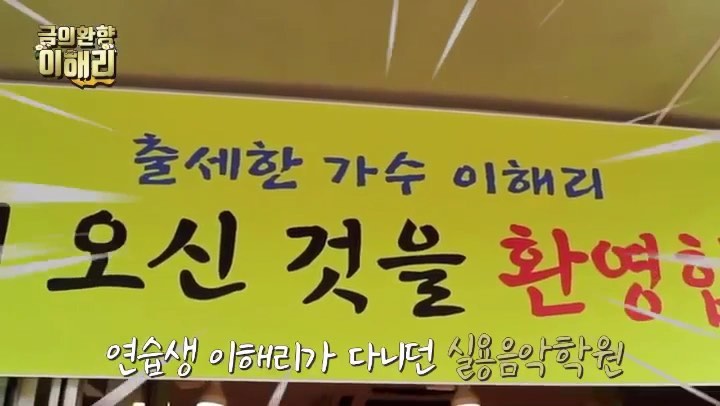 금의환향
이해리
출세한 가수 이해리
오신 것을 환영합
연습생 이해리가 다니던 실용음악학원